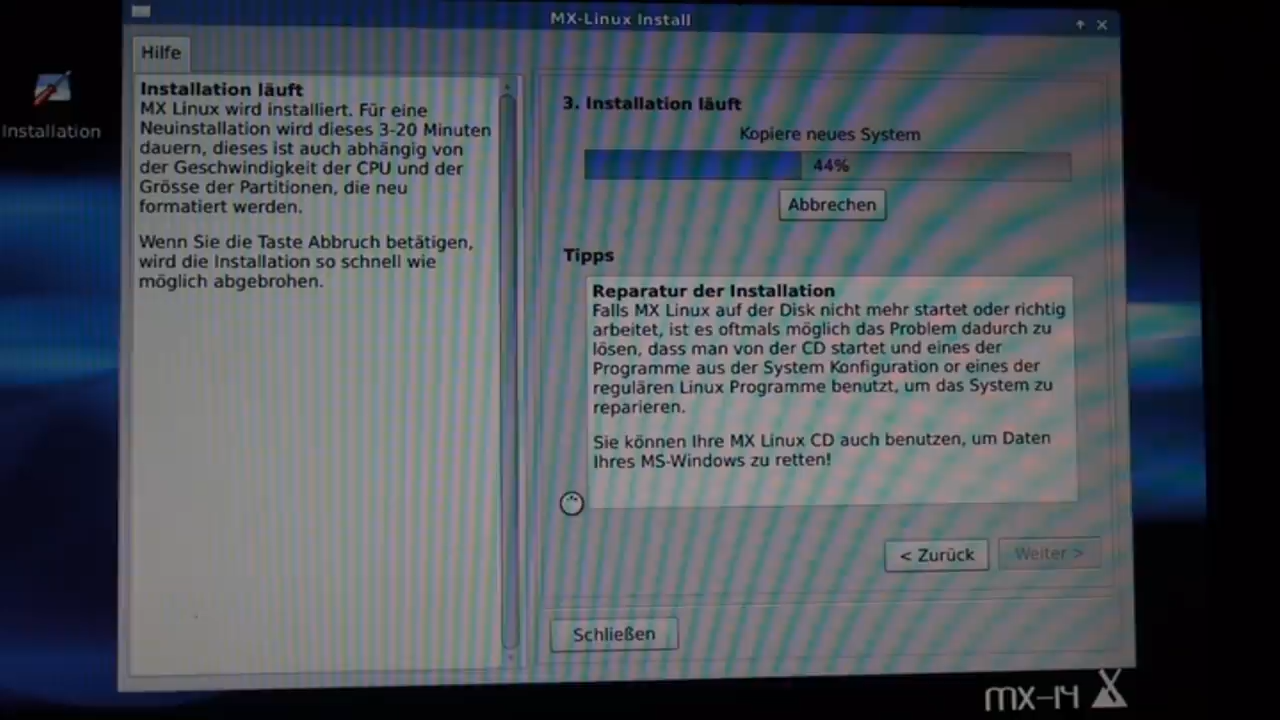 MX-Linux Install
Hilfe
Installation
Installation läuft
MX Linux wird installiert. Für eine
Neuinstallation wird dieses 3-20 Minuten
dauern, dieses ist auch abhängig von
der Geschwindigkeit der CPU und der
Grösse der Partitionen, die neu
formatiert werden.
Wenn Sie die Taste Abbruch betätigen,
wird die Installation so schnell wie
möglich abgebrohen.
3. Installation läuft
Kopiere neues System
44%
Abbrechen
Tipps
Reparatur der Installation
Falls MX Linux auf der Disk nicht mehr startet oder richtig
arbeitet, ist es oftmals möglich das Problem dadurch zu
lösen, dass man von der CD startet und eines der
Programme aus der System Konfiguration or eines der
regulären Linux Programme benutzt, um das System zu
reparieren.
Sie können Ihre MX Linux CD auch benutzen, um Daten
Ihres MS-Windows zu retten!
< Zurück
Weiter >
Schließen
mx-14